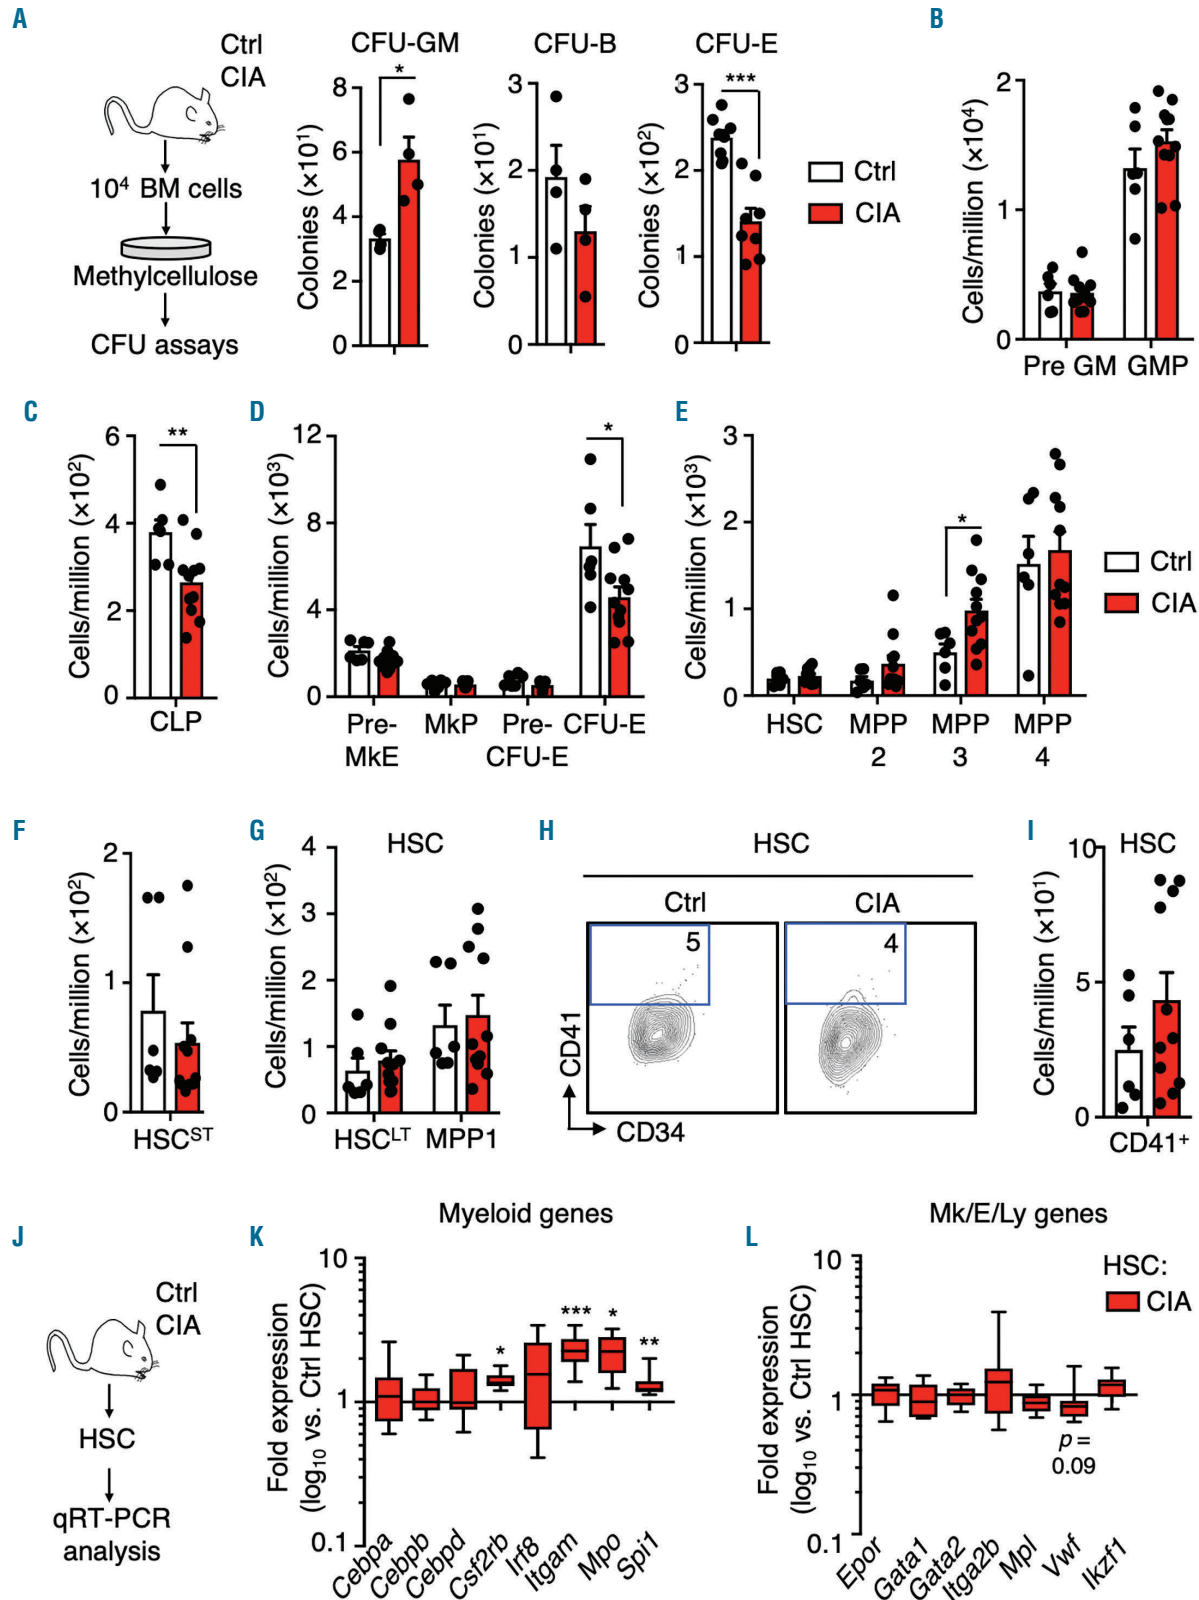 A
Ctrl
CIA
10⁴ BM cells
Methylcellulose
CFU assays
CFU-GM
Colonies (×10¹)
8
6
4
2
0
*
CFU-B
Colonies (×10¹)
3
2
1
0
CFU-E
Colonies (×10²)
3
2
1
0
***
Ctrl
CIA
B
Cells/million (×10⁴)
2
1
0
Pre GM GMP
C
Cells/million (×10²)
6
4
2
0
**
CLP
D
Cells/million (×10³)
12
8
4
0
*
Pre-MkE
MkP
Pre-CFU-E
CFU-E
E
Cells/million (×10³)
3
2
1
0
*
HSC
MPP 2
MPP 3
MPP 4
Ctrl
CIA
F
Cells/million (×10²)
2
1
0
HSCˢᵀ
G
HSC
Cells/million (×10²)
4
3
2
1
0
HSCᴸᵀ
MPP1
H
HSC
Ctrl
CIA
5
4
CD41
CD34
I
HSC
Cells/million (×10¹)
10
5
0
CD41⁺
J
Ctrl
CIA
HSC
qRT-PCR
analysis
K
Myeloid genes
Fold expression
(log₁₀ vs. Ctrl HSC)
10
1
0.1
*
***
*
**
Cebpa
Cebpb
Cebpd
Csf2rb
Irf8
Itgam
Mpo
Spi1
L
Mk/E/Ly genes
Fold expression
(log₁₀ vs. Ctrl HSC)
10
1
0.1
HSC:
CIA
p =
0.09
Epor
Gata1
Gata2
Itga2b
Mpl
Vwf
Ikzf1